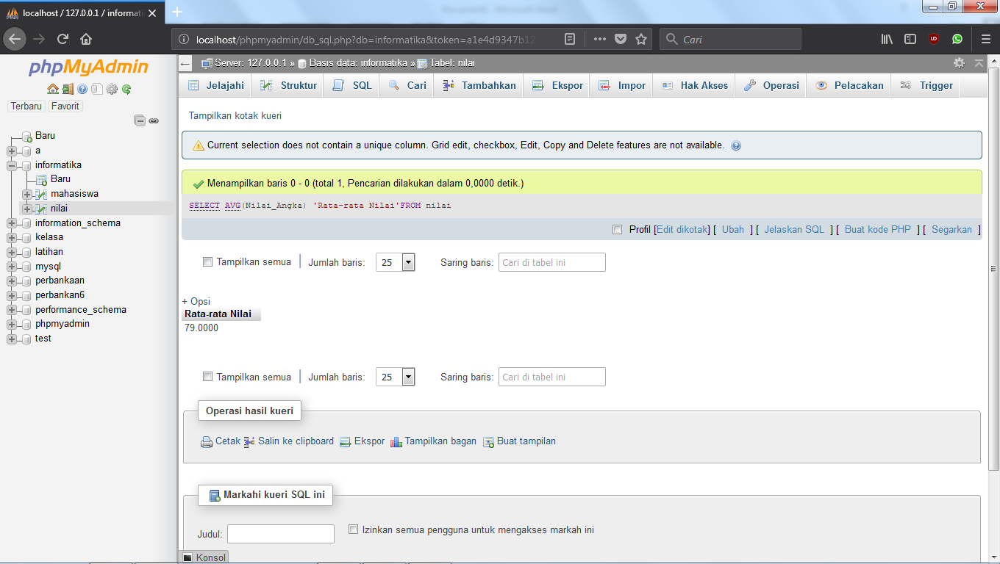 localhost / 127.0.0.1 / informati
localhost/phpmyadmin/db_sql.php?db=informatika&token=a1e4d9347b12
Cari
phpMyAdmin
Terbaru
Favorit
Baru
a
informatika
Baru
mahasiswa
nilai
information_schema
kelasa
latihan
mysql
perbankaan
perbankan6
performance_schema
phpmyadmin
test
Server: 127.0.0.1 » Basis data: informatika » Tabel: nilai
Jelajahi Struktur SQL Cari Tambahkan Ekspor Impor Hak Akses Operasi Pelacakan Trigger
Tampilkan kotak kueri
Current selection does not contain a unique column. Grid edit, checkbox, Edit, Copy and Delete features are not available.
Menampilkan baris 0 - 0 (total 1, Pencarian dilakukan dalam 0,0000 detik.)
SELECT AVG(Nilai_Angka) 'Rata-rata Nilai'FROM nilai
Profil [Edit dikotak] [ Ubah ] [ Jelaskan SQL ] [ Buat kode PHP ] [ Segarkan ]
Tampilkan semua Jumlah baris: 25 Saring baris: Cari di tabel ini
+ Opsi
Rata-rata Nilai
79.0000
Tampilkan semua Jumlah baris: 25 Saring baris: Cari di tabel ini
Operasi hasil kueri
Cetak Salin ke clipboard Ekspor Tampilkan bagan Buat tampilan
Markahi kueri SQL ini
Judul: Izinkan semua pengguna untuk mengakses markah ini
Konsol